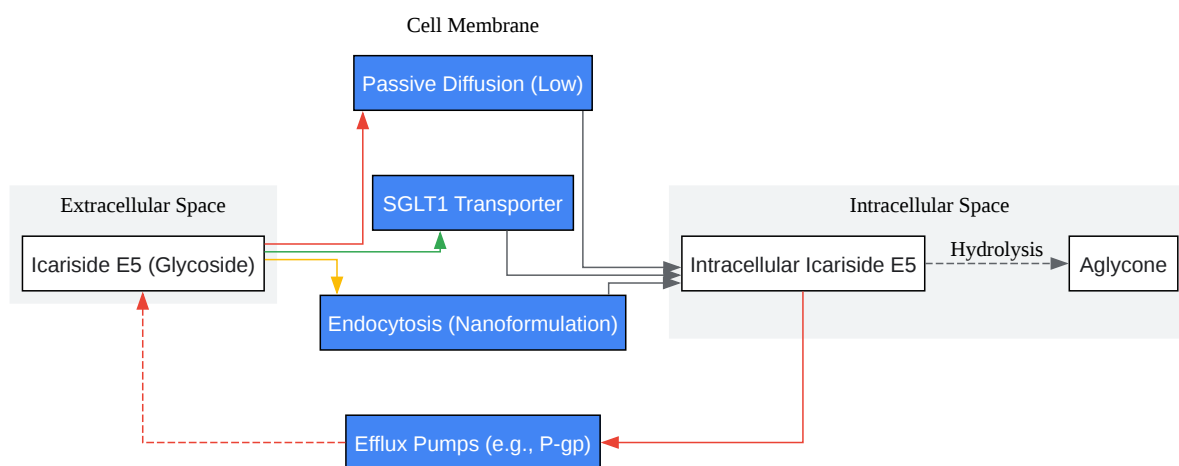 Cell Membrane
Passive Diffusion (Low)
SGLT1 Transporter
Extracellular Space
Icariside E5 (Glycoside)
Endocytosis (Nanoformulation)
Efflux Pumps (e.g., P-gp)
Intracellular Space
Intracellular Icariside E5
Hydrolysis
Aglycone